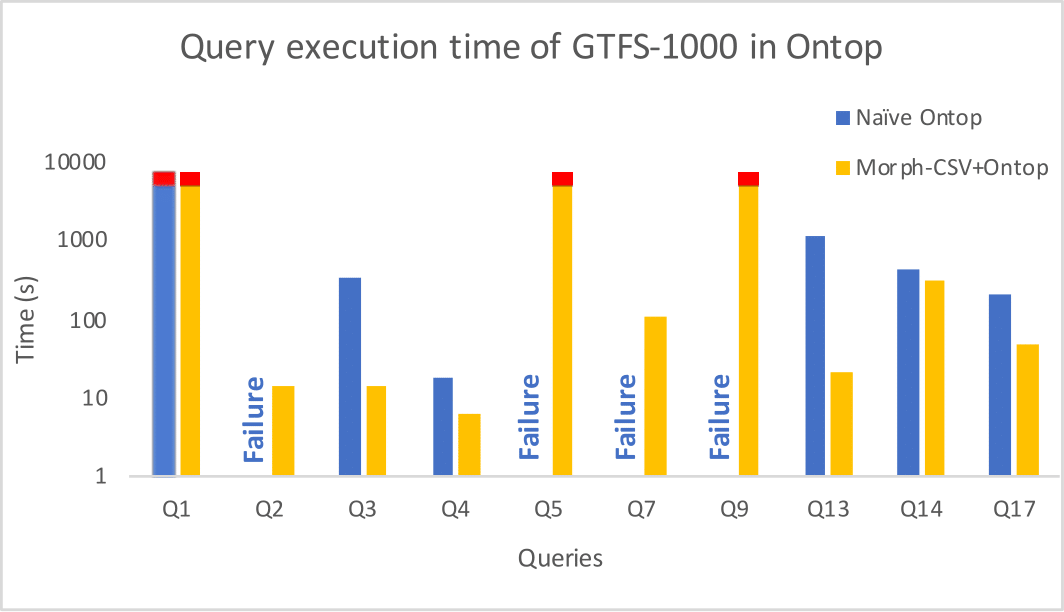 Query execution time of GTFS-1000 in Ontop
Naïve Ontop
Morph-CSV+Ontop
10000
1000
100
10
1
Time (s)
Failure
Failure
Failure
Failure
Q1 Q2 Q3 Q4 Q5 Q7 Q9 Q13 Q14 Q17
Queries